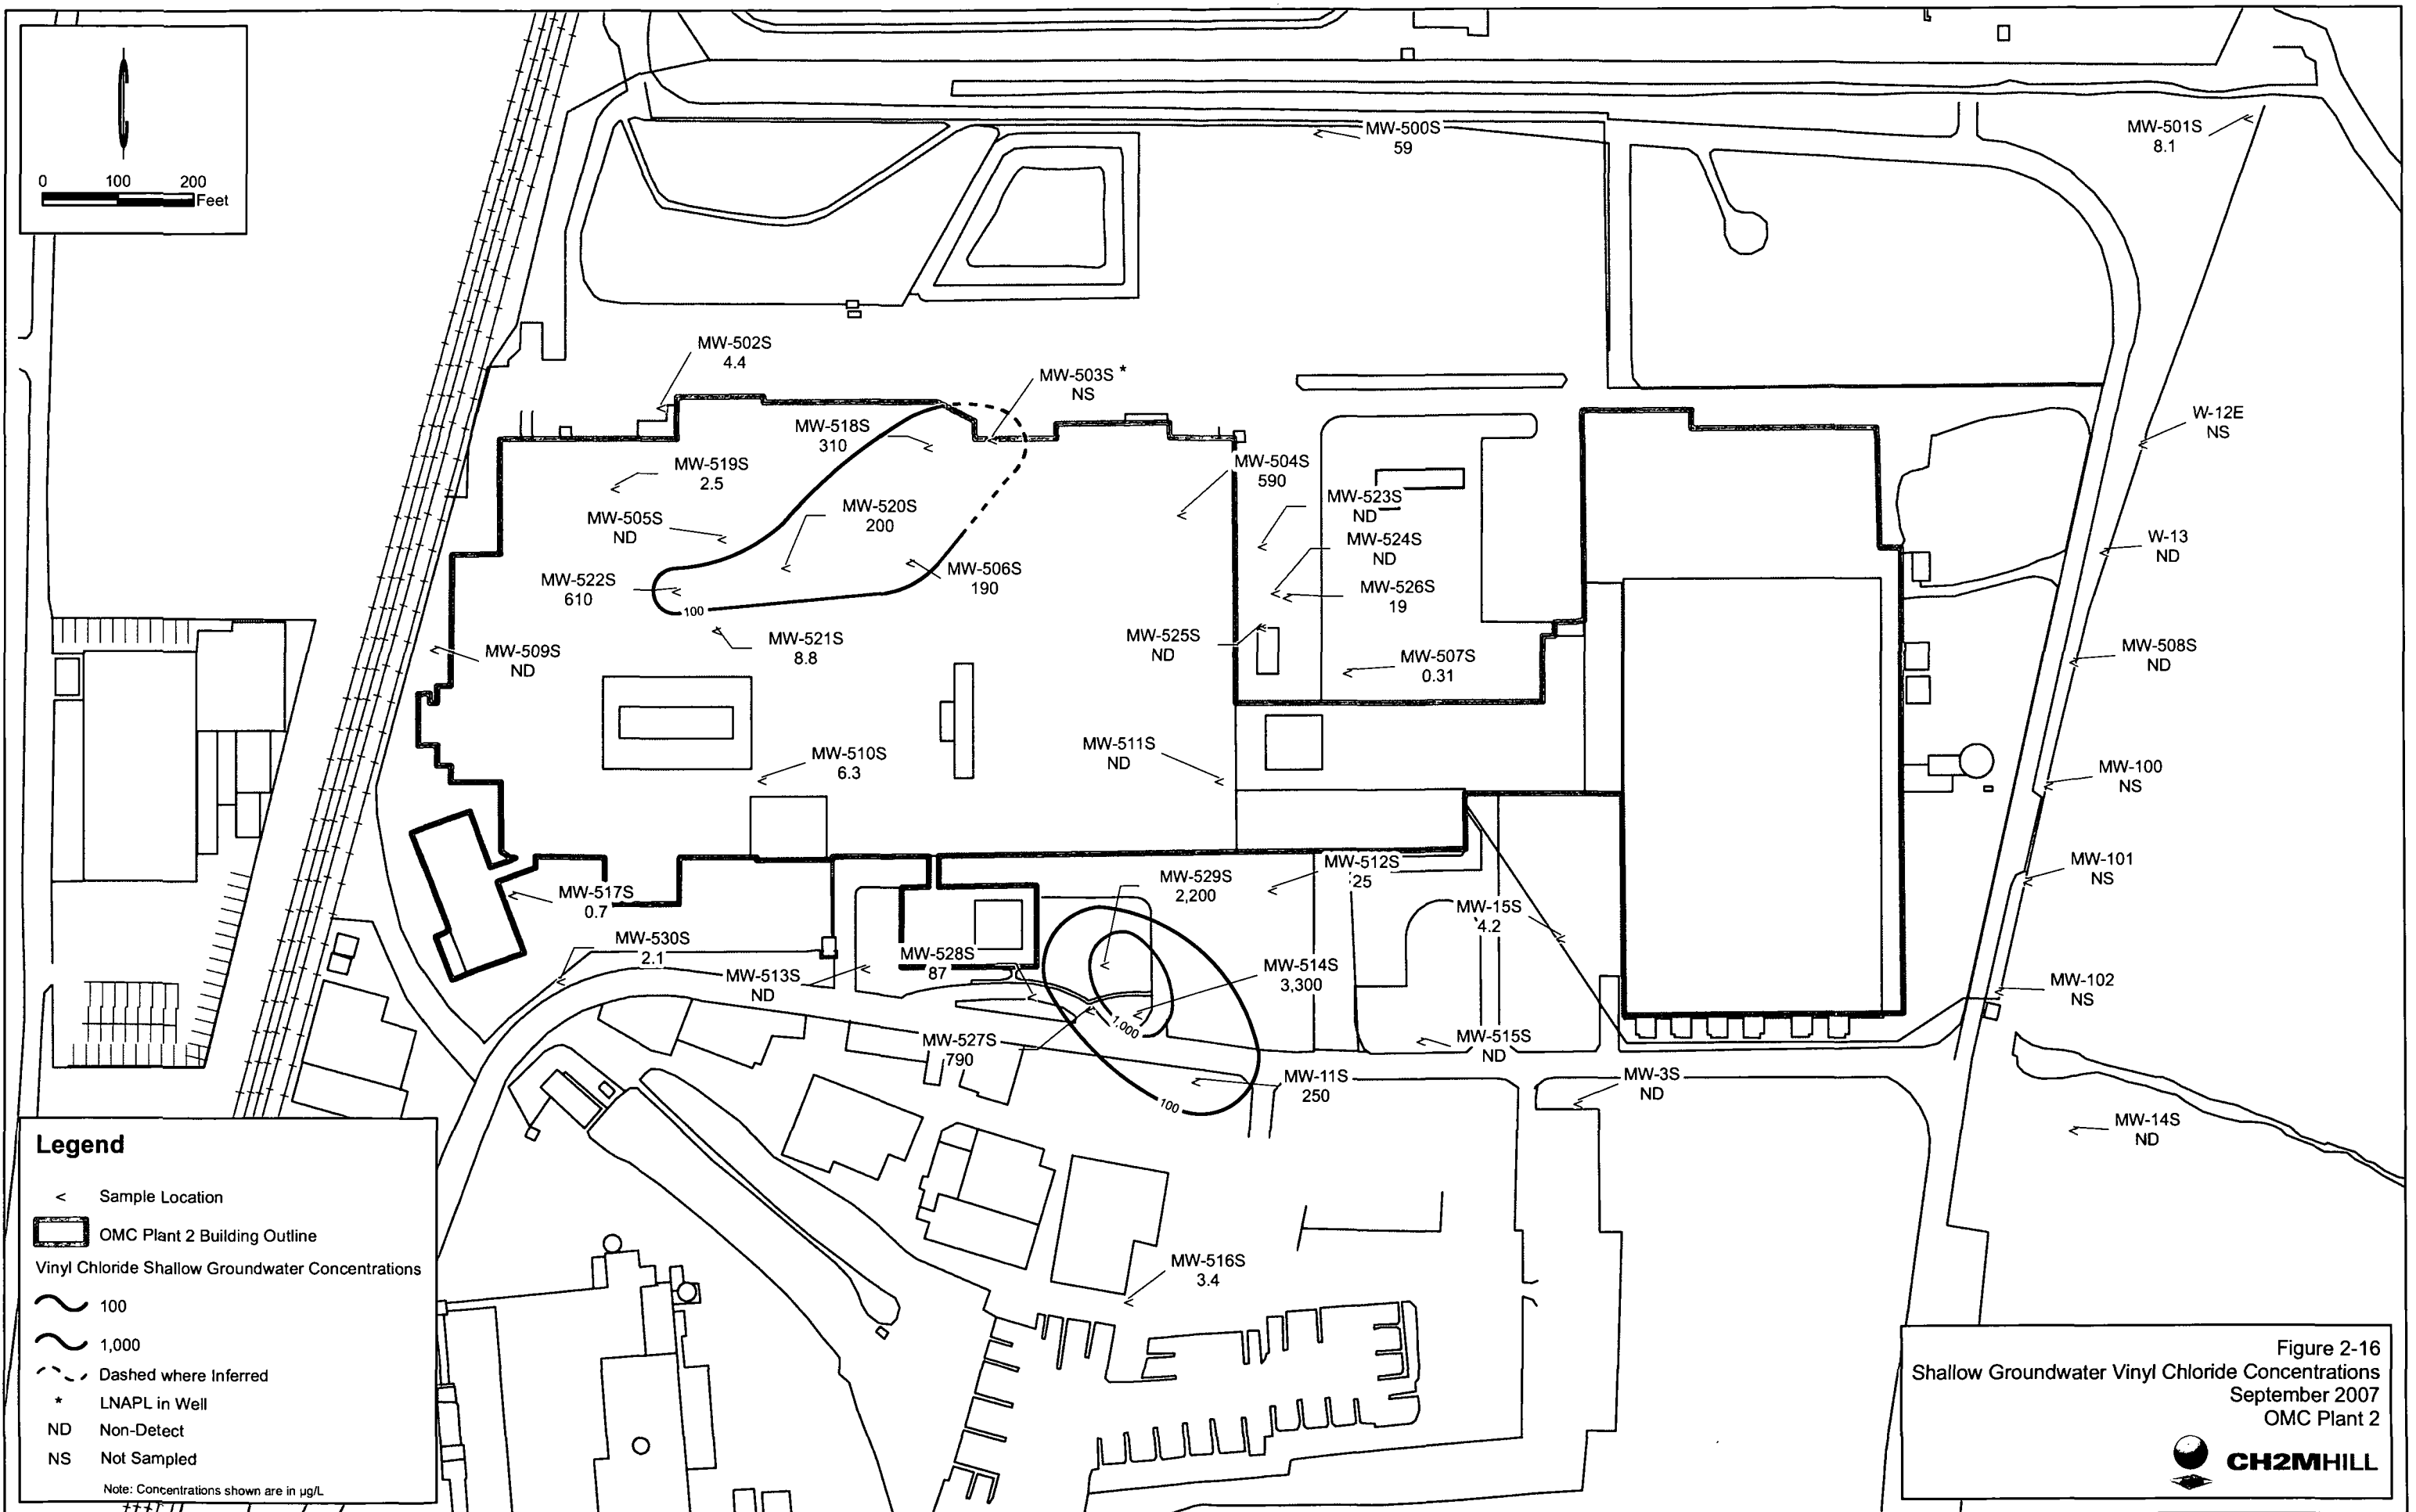 0 100 200
Feet
MW-500S
59
MW-501S
8.1
MW-502S
4.4
MW-503S *
NS
MW-518S
310
W-12E
NS
MW-519S
2.5
MW-504S
590
MW-505S
ND
MW-520S
200
MW-523S
ND
MW-524S
ND
W-13
ND
MW-522S
610
100
MW-506S
190
MW-526S
19
MW-521S
8.8
MW-525S
ND
MW-509S
ND
MW-507S
0.31
MW-508S
ND
MW-510S
6.3
MW-511S
ND
MW-100
NS
MW-517S
0.7
MW-529S
2,200
MW-512S
25
MW-101
NS
MW-15S
4.2
MW-530S
2.1
MW-528S
87
MW-513S
ND
MW-514S
3,300
MW-102
NS
1,000
MW-527S
790
MW-515S
ND
MW-11S
250
100
MW-3S
ND
MW-14S
ND
MW-516S
3.4
Legend
< Sample Location
OMC Plant 2 Building Outline
Vinyl Chloride Shallow Groundwater Concentrations
100
1,000
Dashed where Inferred
* LNAPL in Well
ND Non-Detect
NS Not Sampled
Note: Concentrations shown are in µg/L
Figure 2-16
Shallow Groundwater Vinyl Chloride Concentrations
September 2007
OMC Plant 2
CH2MHILL